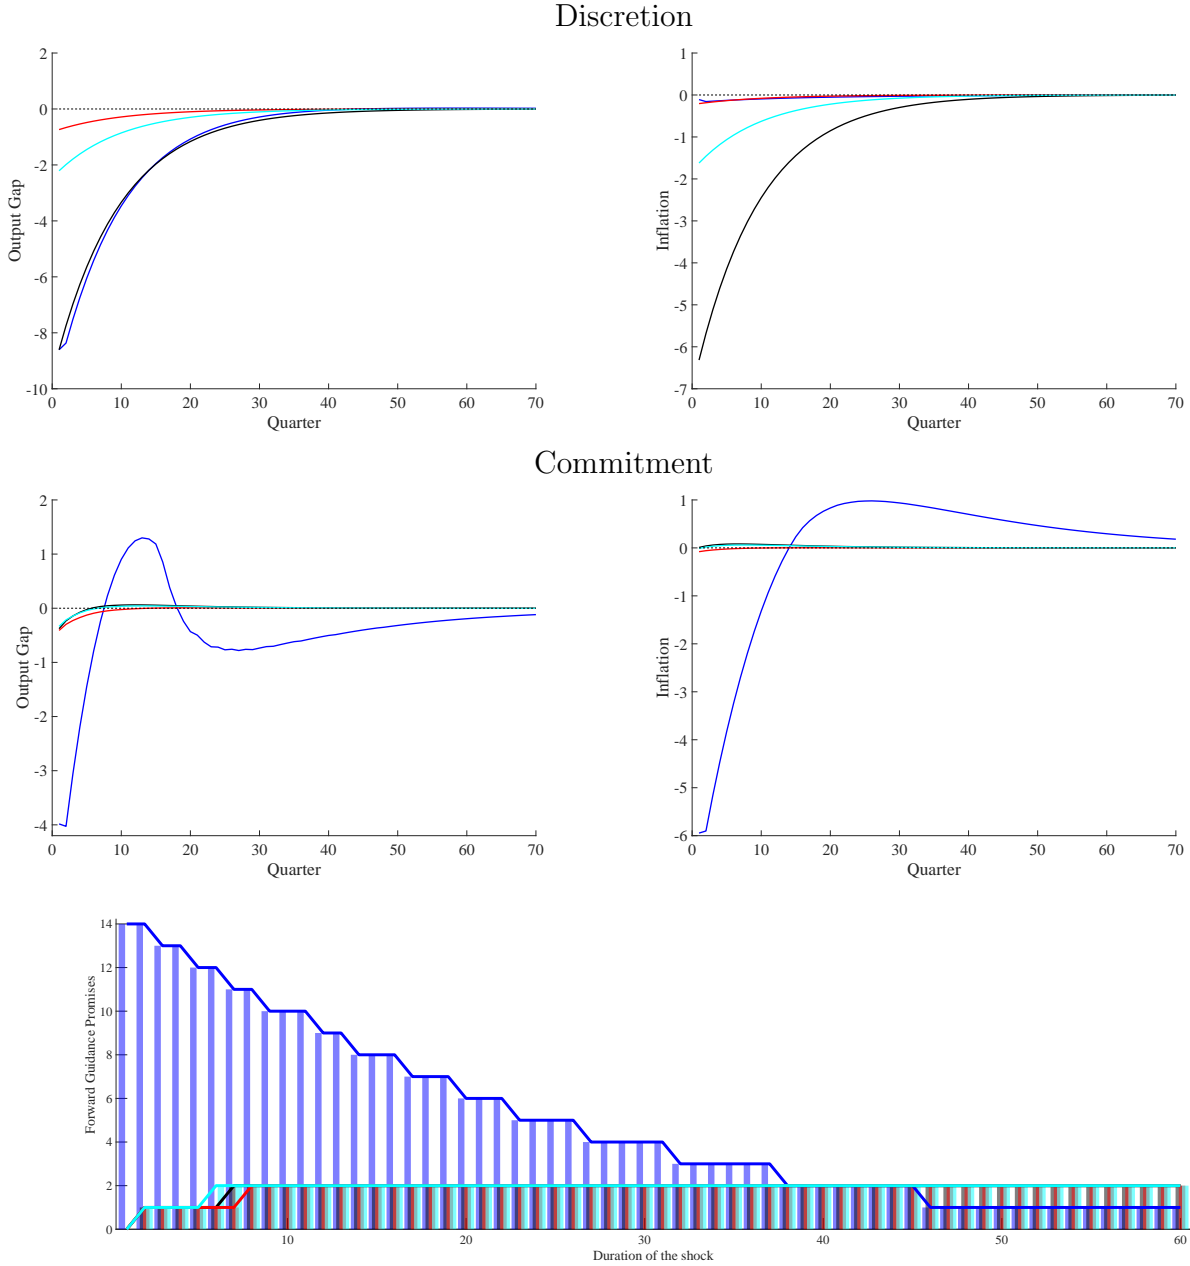 Discretion
2
0
-2
-4
-6
-8
-10
Output Gap
0 10 20 30 40 50 60 70
Quarter
1
0
-1
-2
-3
-4
-5
-6
-7
Inflation
0 10 20 30 40 50 60 70
Quarter
Commitment
2
1
0
-1
-2
-3
-4
Output Gap
0 10 20 30 40 50 60 70
Quarter
1
0
-1
-2
-3
-4
-5
-6
Inflation
0 10 20 30 40 50 60 70
Quarter
14
12
10
8
6
4
2
0
Forward Guidance Promises
10 20 30 40 50 60
Duration of the shock